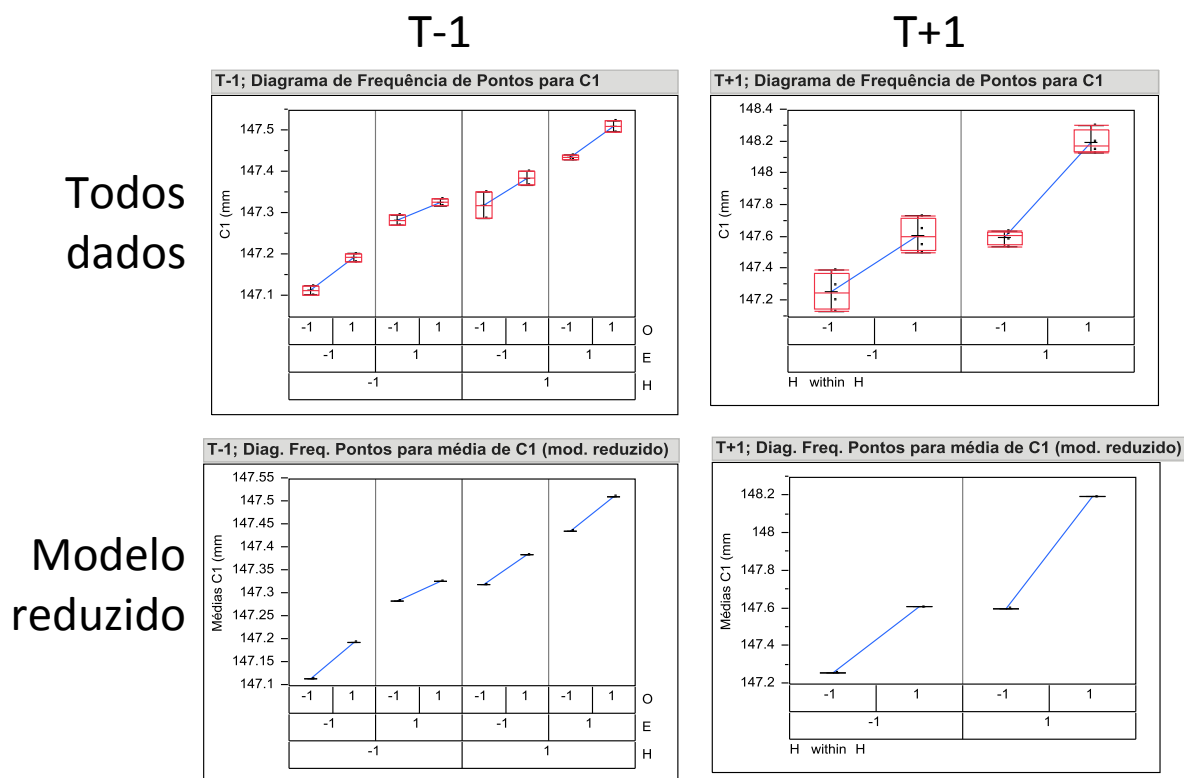 T-1
T+1
Todos
dados
T-1; Diagrama de Frequência de Pontos para C1
C1 (mm
147.5
147.4
147.3
147.2
147.1
-1 1 -1 1 -1 1 -1 1 O
-1 1 -1 1 E
-1 1 H
T+1; Diagrama de Frequência de Pontos para C1
C1 (mm
148.4
148.2
148
147.8
147.6
147.4
147.2
-1 1 -1 1
-1 1
H within H
Modelo
reduzido
T-1; Diag. Freq. Pontos para média de C1 (mod. reduzido)
Médias C1 (mm
147.55
147.5
147.45
147.4
147.35
147.3
147.25
147.2
147.15
147.1
-1 1 -1 1 -1 1 -1 1 O
-1 1 -1 1 E
-1 1 H
T+1; Diag. Freq. Pontos para média de C1 (mod. reduzido)
Médias C1 (mm
148.2
148
147.8
147.6
147.4
147.2
-1 1 -1 1
-1 1
H within H